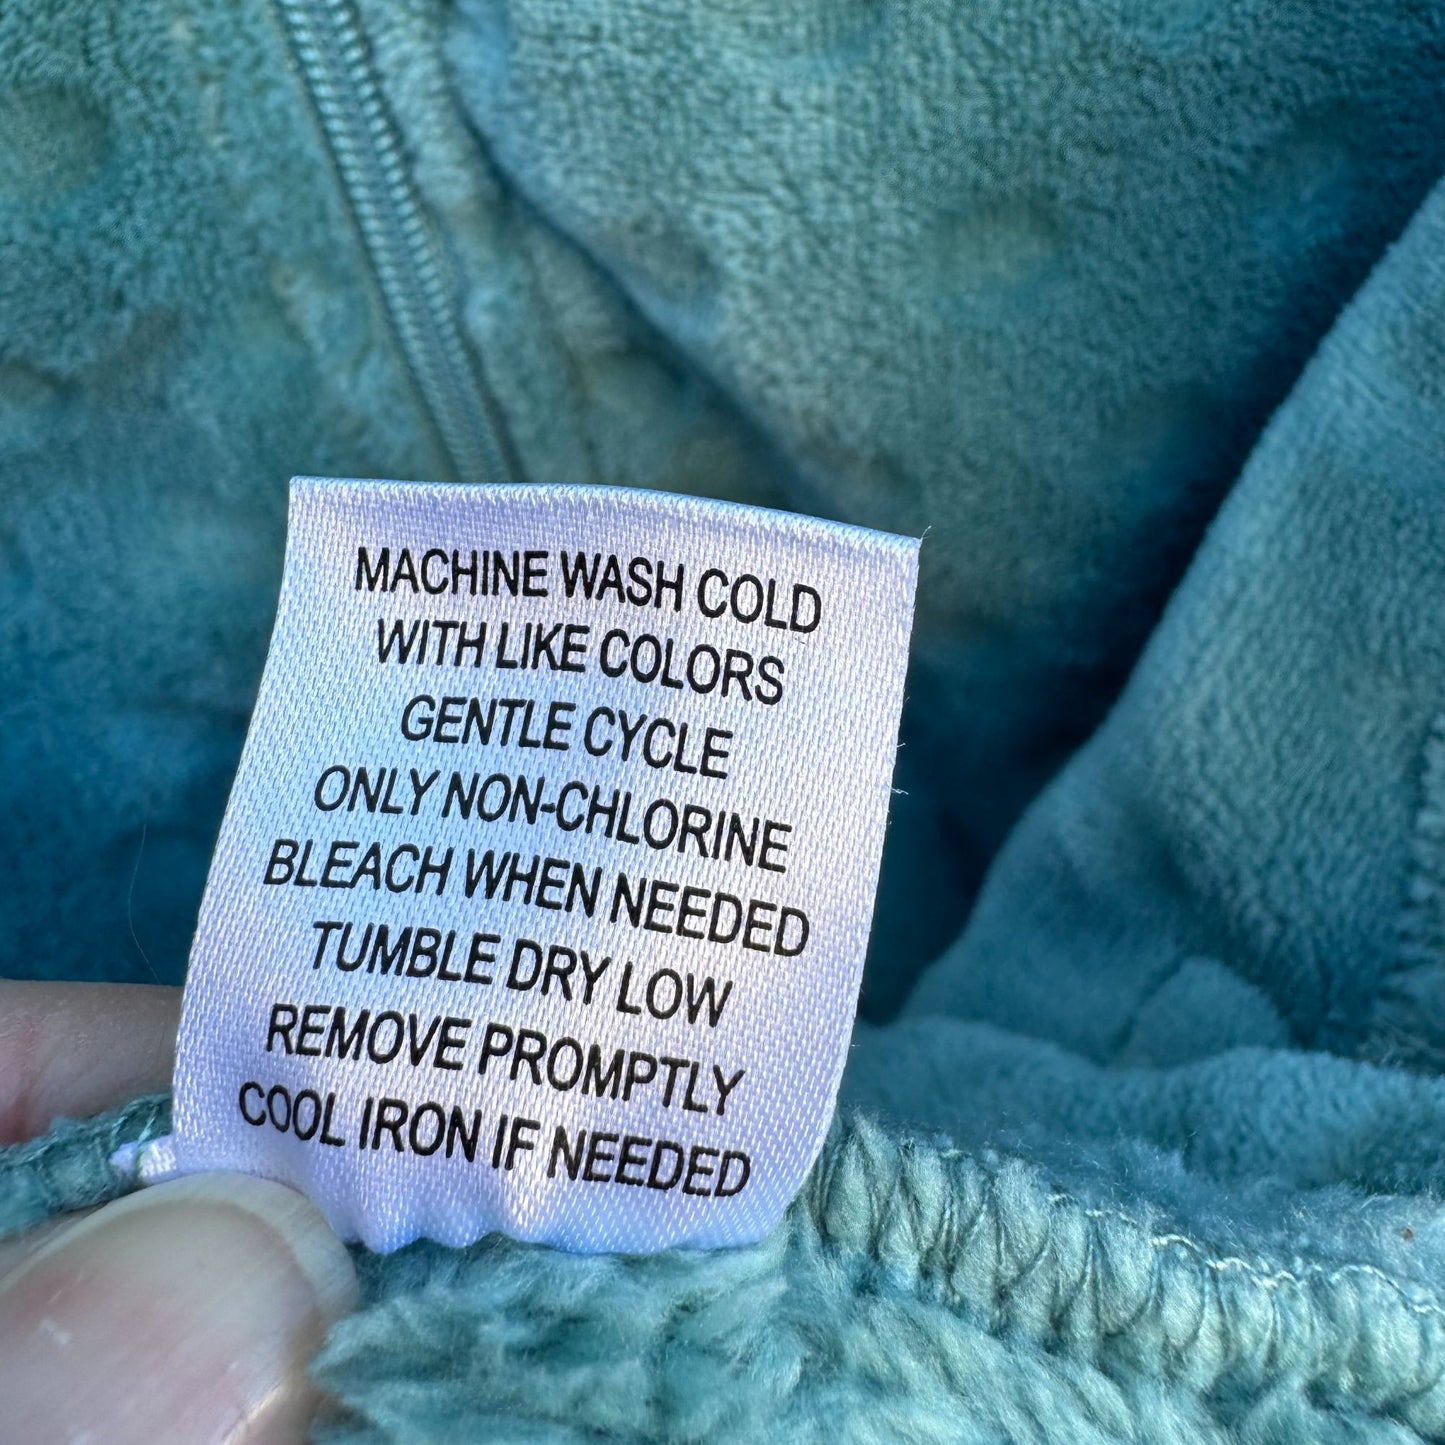 MACHINE WASH COLD
WITH LIKE COLORS
GENTLE CYCLE
ONLY NON-CHLORINE
BLEACH WHEN NEEDED
TUMBLE DRY LOW
REMOVE PROMPTLY
COOL IRON IF NEEDED